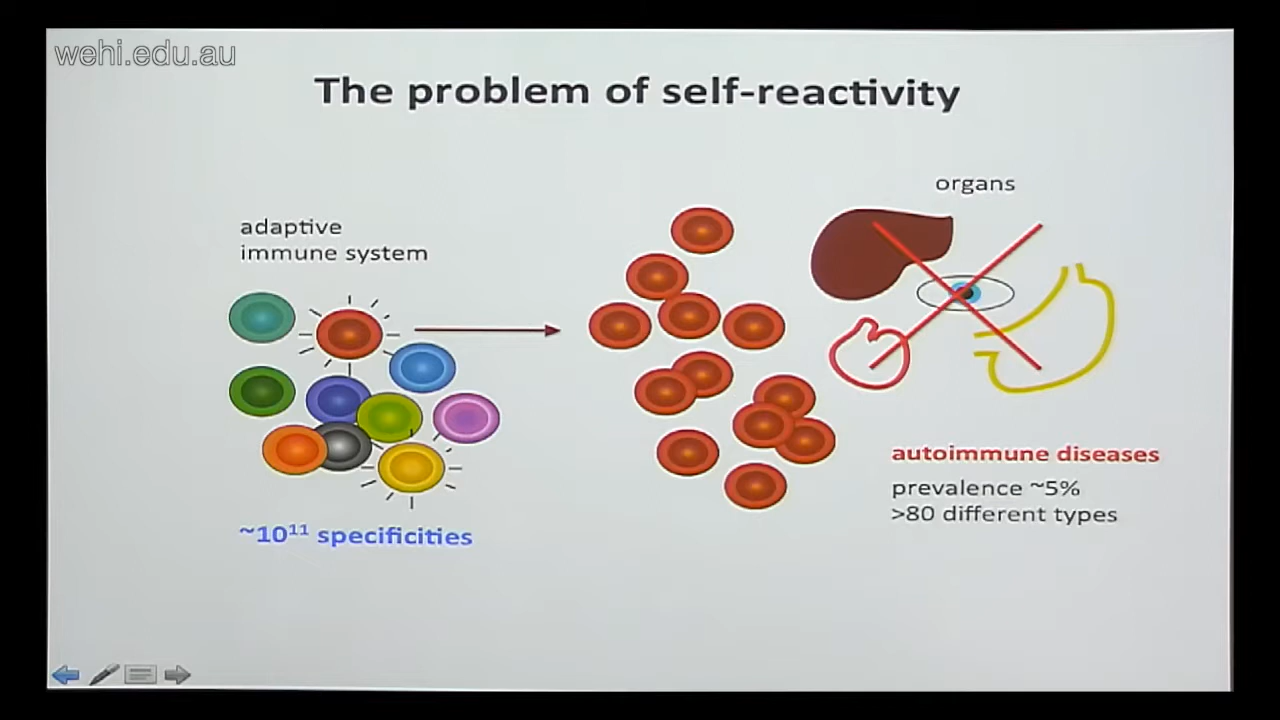 wehi.edu.au
The problem of self-reactivity
organs
adaptive
immune system
autoimmune diseases
prevalence ~5%
>80 different types
~10¹¹ specificities